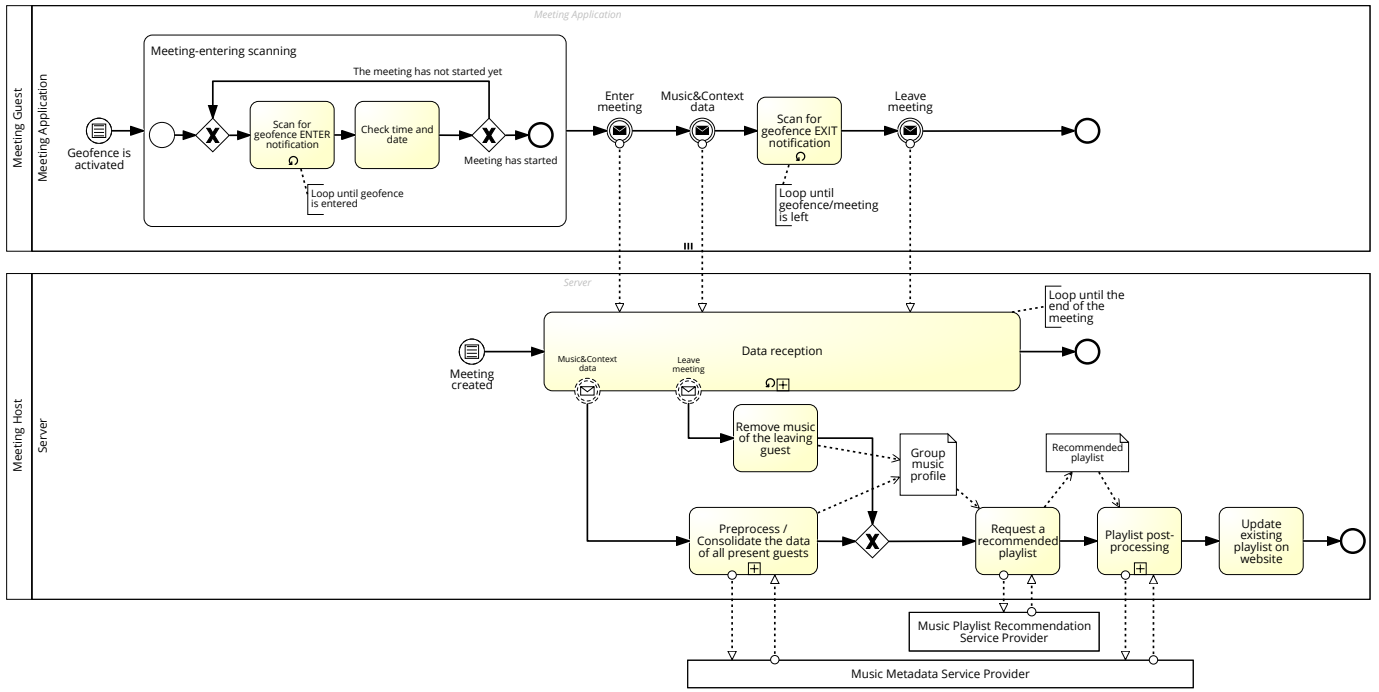 Meeting Application
Meeting Guest
Meeting Application
Geofence is
activated
Meeting-entering scanning
The meeting has not started yet
Scan for
geofence ENTER
notification
Check time and
date
Meeting has started
Loop until geofence
is entered
Enter
meeting
Music&Context
data
Scan for
geofence EXIT
notification
Leave
meeting
Loop until
geofence/meeting
is left
Server
Meeting Host
Server
Meeting
created
Data reception
Music&Context
data
Leave
meeting
Loop until the
end of the
meeting
Remove music
of the leaving
guest
Group
music
profile
Recommended
playlist
Preprocess /
Consolidate the data
of all present guests
Request a
recommended
playlist
Playlist post-
processing
Update
existing
playlist on
website
Music Playlist Recommendation
Service Provider
Music Metadata Service Provider